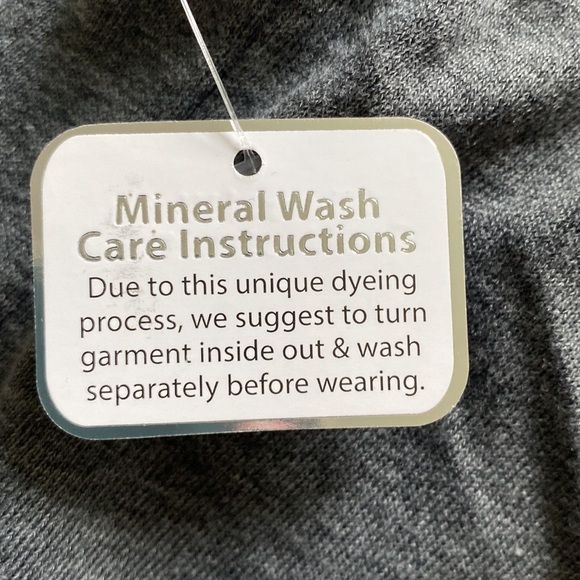 Mineral Wash
Care Instructions
Due to this unique dyeing
process, we suggest to turn
garment inside out & wash
separately before wearing.